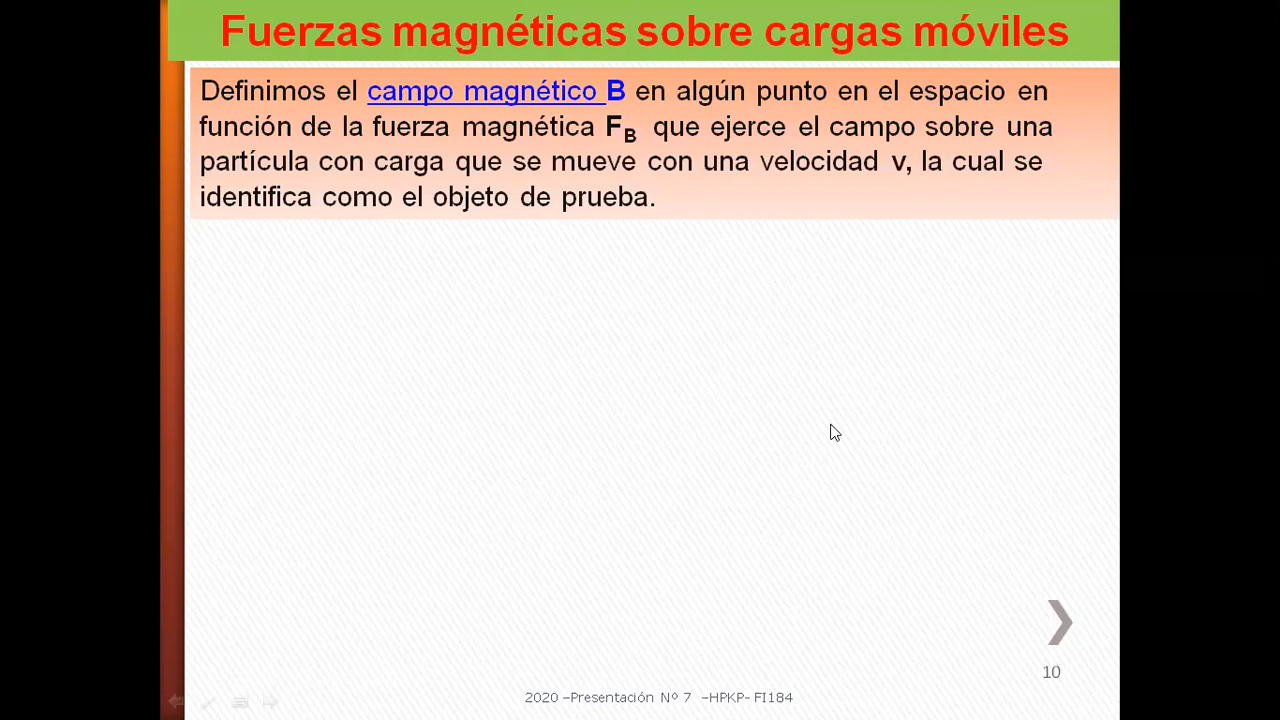 Fuerzas magnéticas sobre cargas móviles
Definimos el campo magnético B en algún punto en el espacio en
función de la fuerza magnética FB que ejerce el campo sobre una
partícula con carga que se mueve con una velocidad v, la cual se
identifica como el objeto de prueba.
10
2020 –Presentación Nº 7 –HPKP- FI184